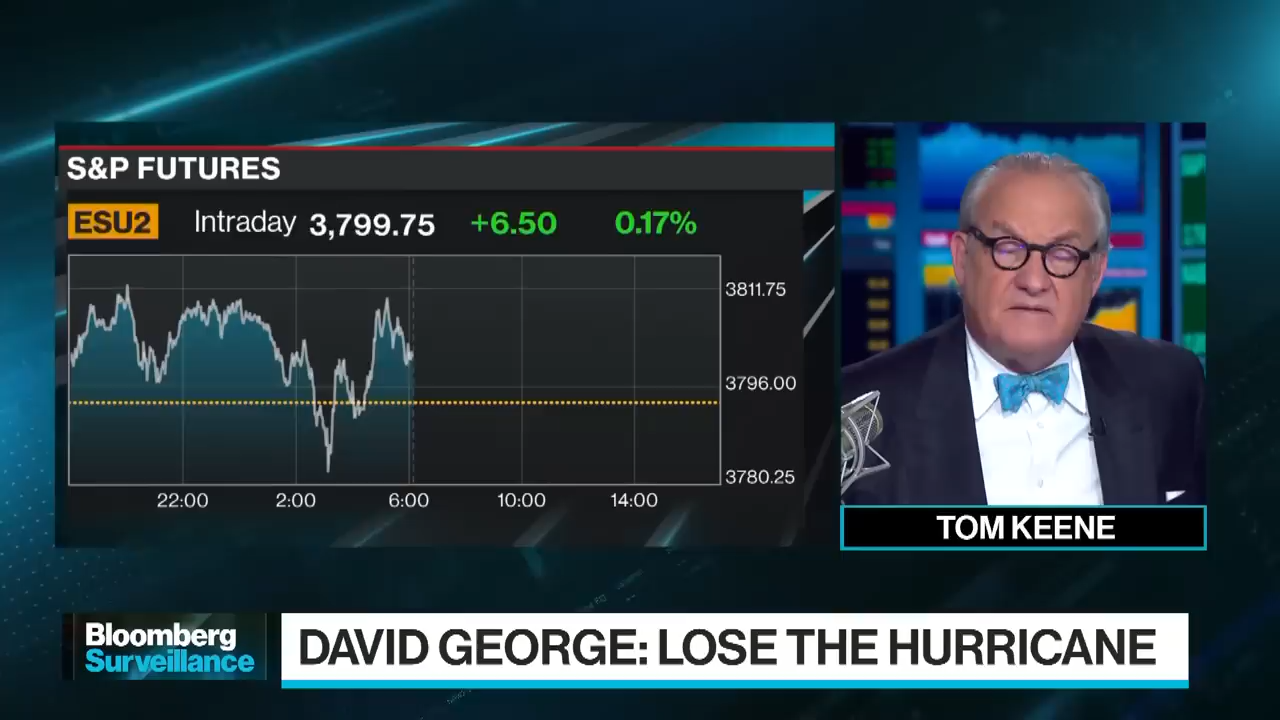 S&P FUTURES
ESU2 Intraday 3,799.75 +6.50 0.17%
3811.75
3796.00
3780.25
22:00 2:00 6:00 10:00 14:00
TOM KEENE
Bloomberg
Surveillance
DAVID GEORGE: LOSE THE HURRICANE